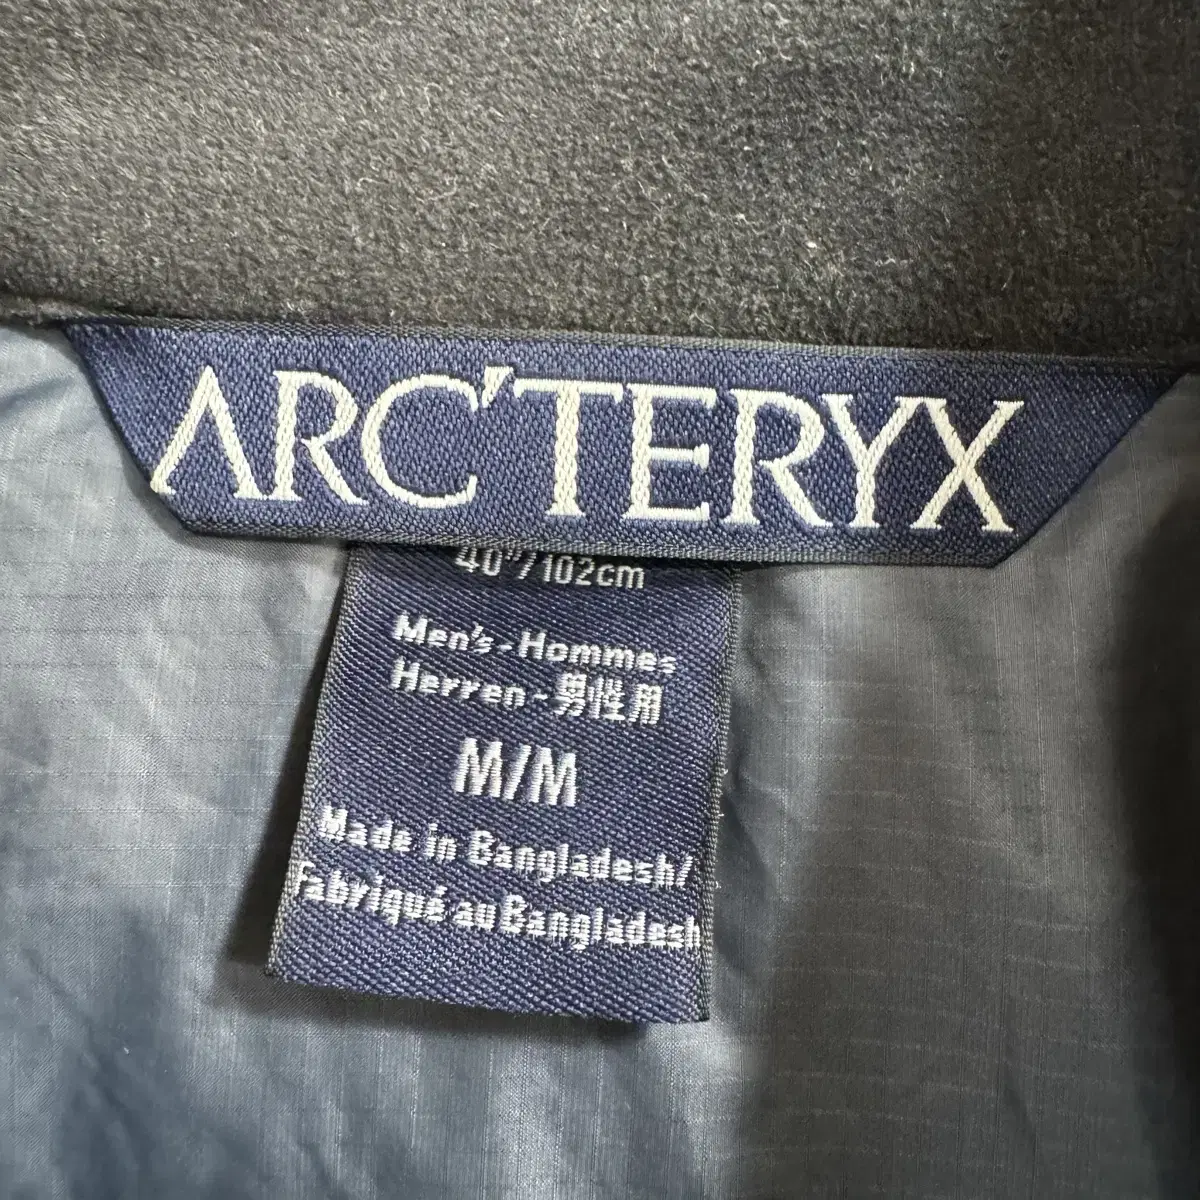 ARC'TERYX
40"/102cm
Men's-Hommes
Herren-男性用
M/M
Made in Bangladesh/
Fabriqué au Bangladesh